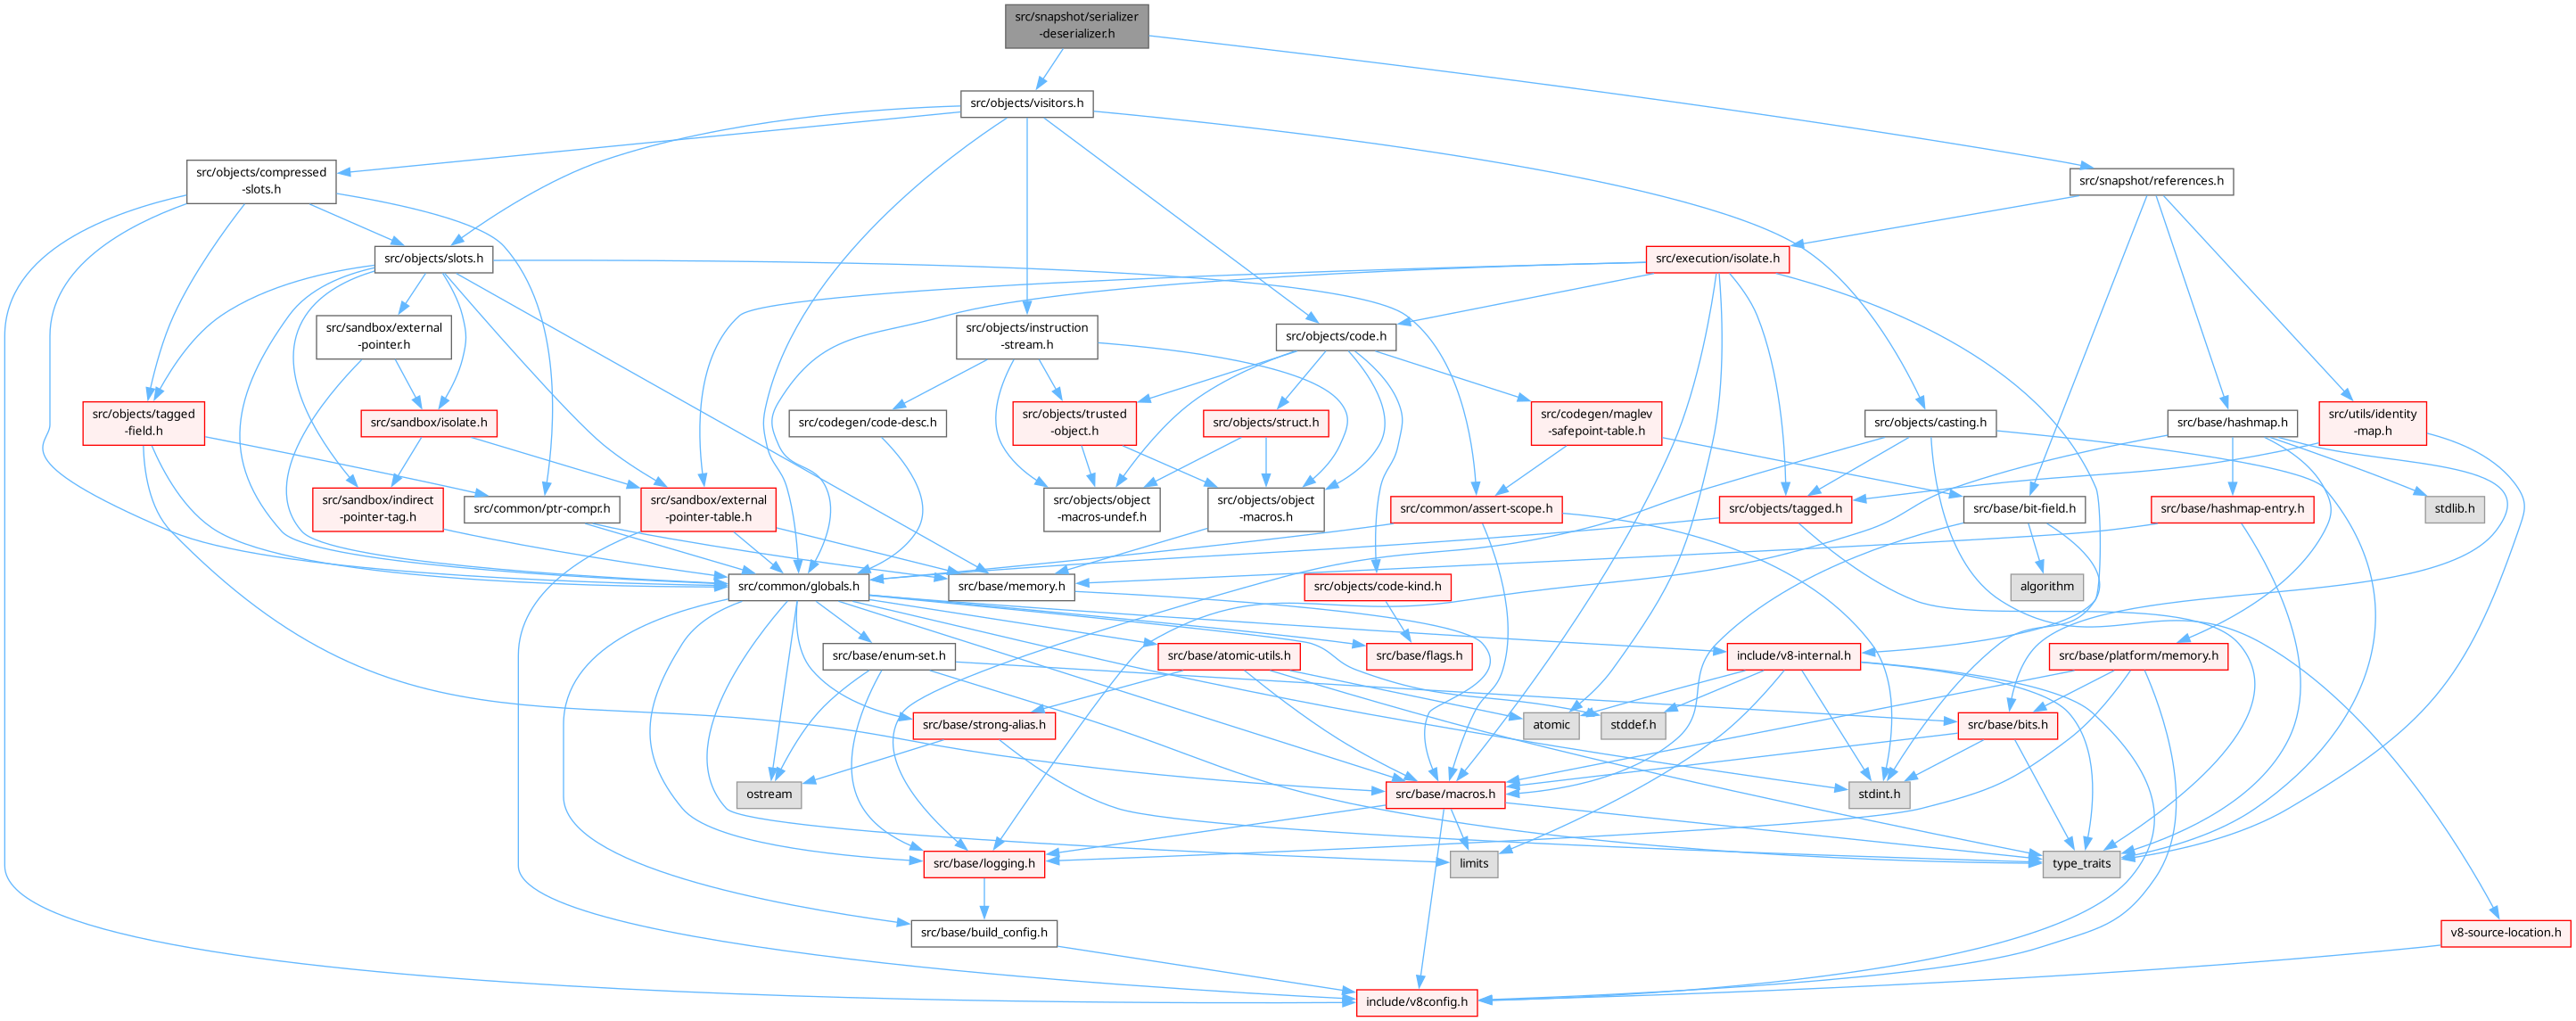 src/snapshot/serializer
-deserializer.h
src/objects/visitors.h
src/objects/compressed
-slots.h
src/snapshot/references.h
src/objects/slots.h
src/execution/isolate.h
src/sandbox/external
-pointer.h
src/objects/instruction
-stream.h
src/objects/code.h
src/objects/tagged
-field.h
src/sandbox/isolate.h
src/codegen/code-desc.h
src/objects/trusted
-object.h
src/objects/struct.h
src/codegen/maglev
-safepoint-table.h
src/objects/casting.h
src/base/hashmap.h
src/utils/identity
-map.h
src/sandbox/indirect
-pointer-tag.h
src/common/ptr-compr.h
src/sandbox/external
-pointer-table.h
src/objects/object
-macros-undef.h
src/objects/object
-macros.h
src/common/assert-scope.h
src/objects/tagged.h
src/base/bit-field.h
src/base/hashmap-entry.h
stdlib.h
src/common/globals.h
src/base/memory.h
src/objects/code-kind.h
algorithm
src/base/enum-set.h
src/base/atomic-utils.h
src/base/flags.h
include/v8-internal.h
src/base/platform/memory.h
src/base/strong-alias.h
atomic
stddef.h
src/base/bits.h
ostream
src/base/macros.h
stdint.h
src/base/logging.h
limits
type_traits
src/base/build_config.h
v8-source-location.h
include/v8config.h